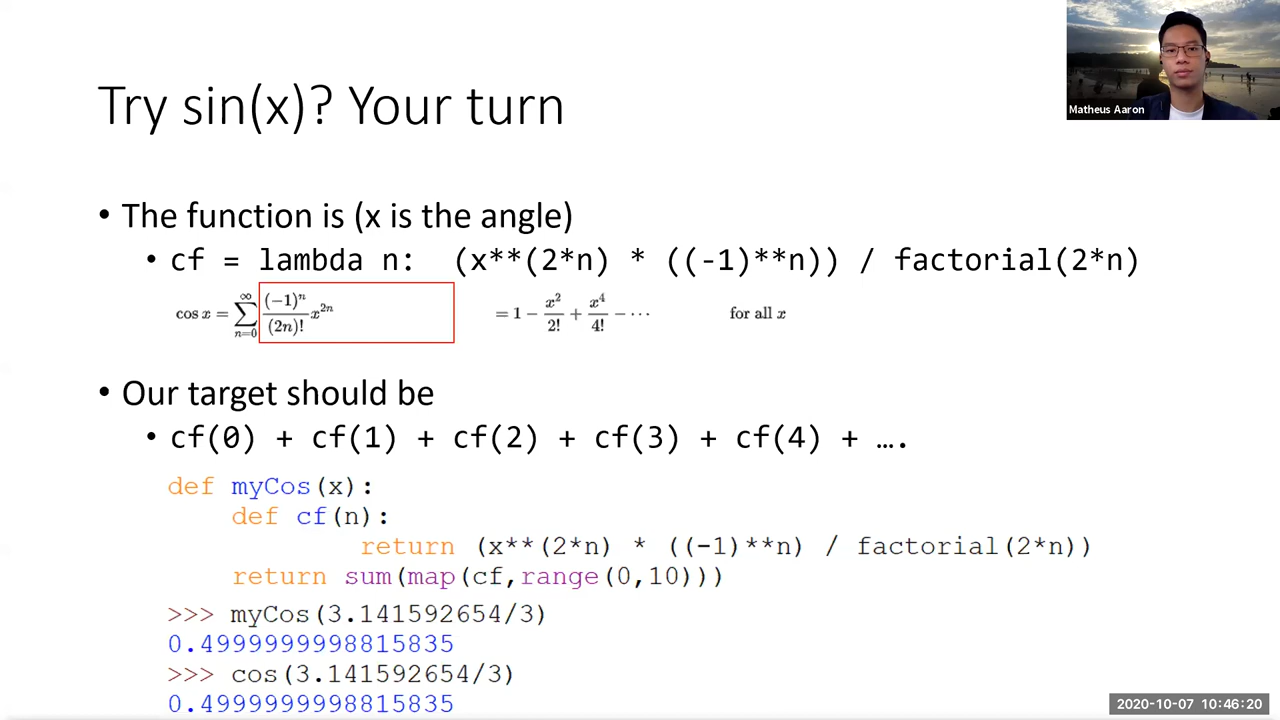 Matheus Aaron
Try sin(x)? Your turn
• The function is (x is the angle)
• cf = lambda n:  (x**(2*n) * ((-1)**n)) / factorial(2*n)
cos x = ∑_{n=0}^{∞} (−1)^n/(2n)! x^{2n} = 1 − x^2/2! + x^4/4! − ⋯ for all x
• Our target should be
• cf(0) + cf(1) + cf(2) + cf(3) + cf(4) + ….
def myCos(x):
    def cf(n):
            return (x**(2*n) * ((-1)**n) / factorial(2*n))
    return sum(map(cf,range(0,10)))
>>> myCos(3.141592654/3)
0.4999999998815835
>>> cos(3.141592654/3)
0.4999999998815835
2020-10-07 10:46:20